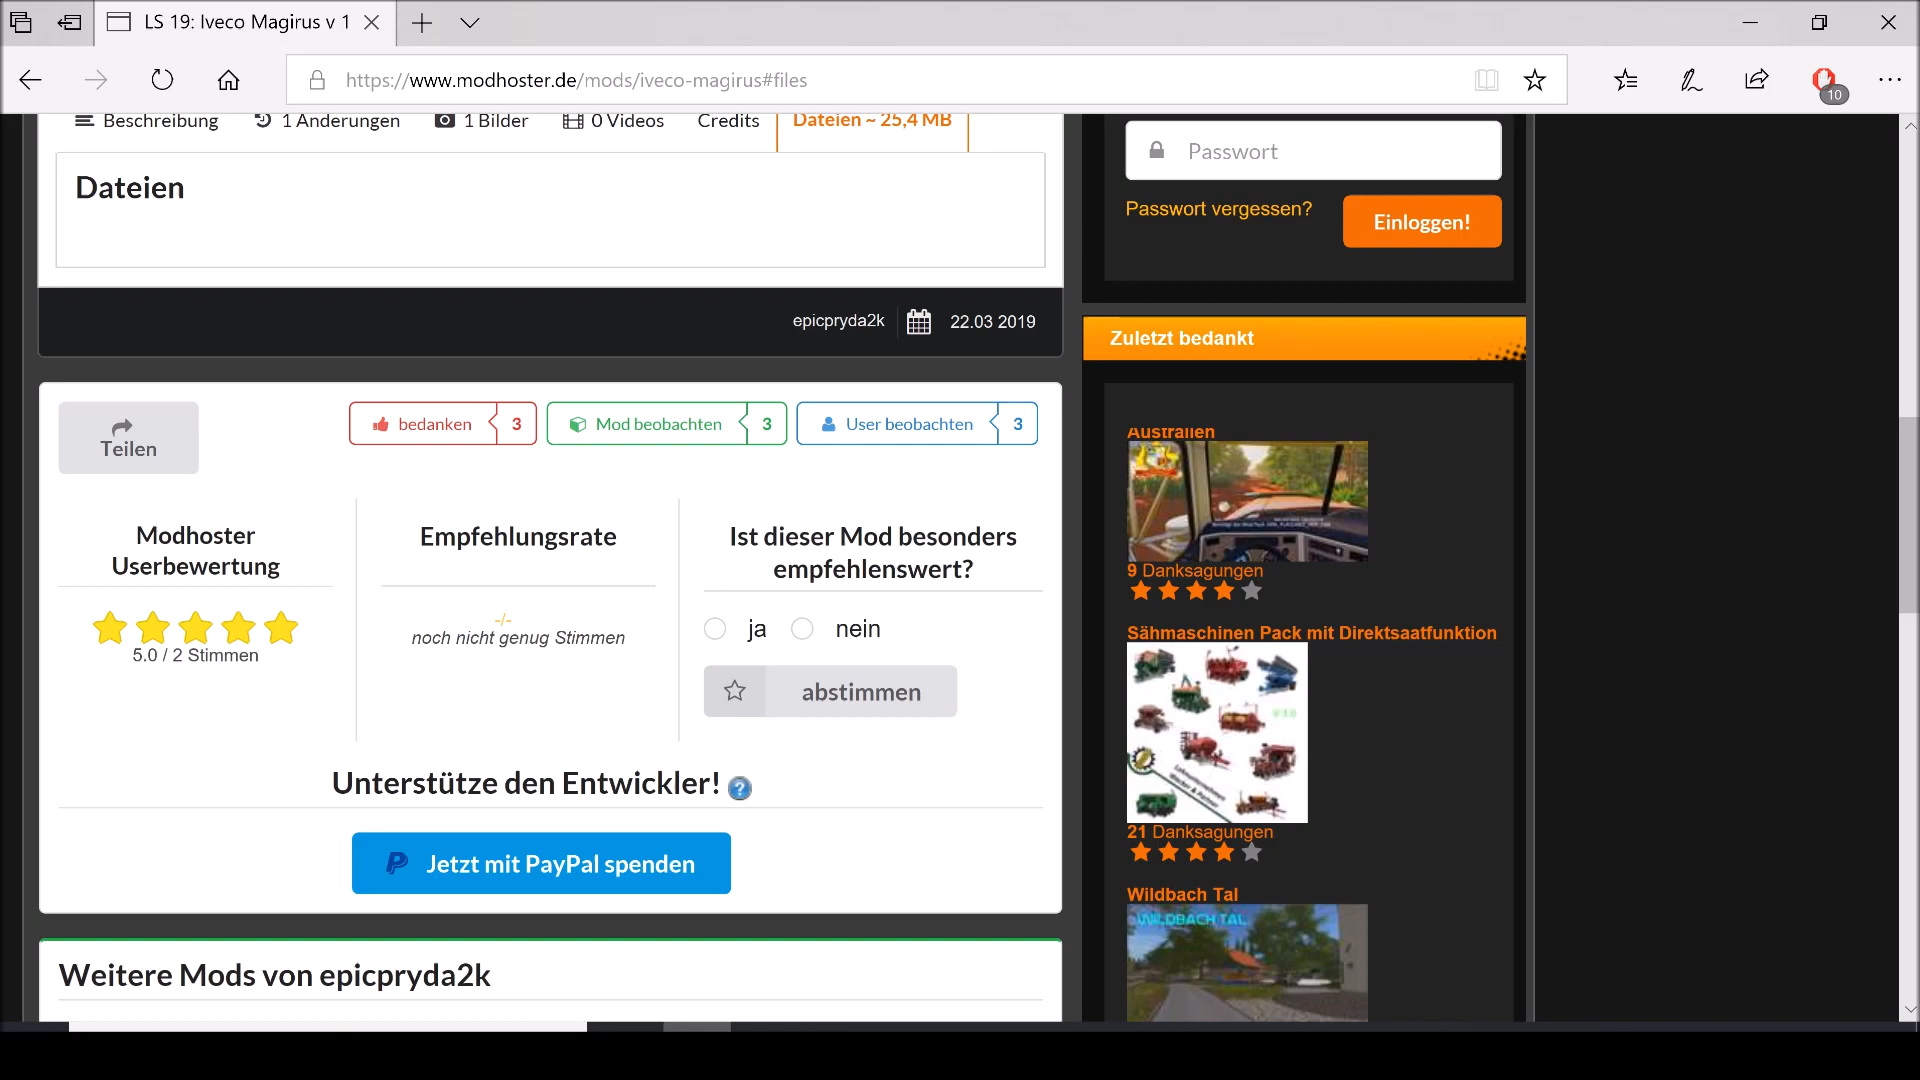 LS 19: Iveco Magirus v 1
https://www.modhoster.de/mods/iveco-magirus#files
10
Beschreibung
1 Änderungen
1 Bilder
0 Videos
Credits
Dateien ~ 25,4 MB
Dateien
epicpryda2k
22.03 2019
Teilen
bedanken 3
Mod beobachten 3
User beobachten 3
Modhoster
Userbewertung
5.0 / 2 Stimmen
Empfehlungsrate
-/-
noch nicht genug Stimmen
Ist dieser Mod besonders
empfehlenswert?
ja
nein
abstimmen
Unterstütze den Entwickler!
?
Jetzt mit PayPal spenden
Weitere Mods von epicpryda2k
Passwort
Passwort vergessen?
Einloggen!
Zuletzt bedankt
Australien
9 Danksagungen
Sähmaschinen Pack mit Direktsaatfunktion
21 Danksagungen
Wildbach Tal
WILDBACH TAL